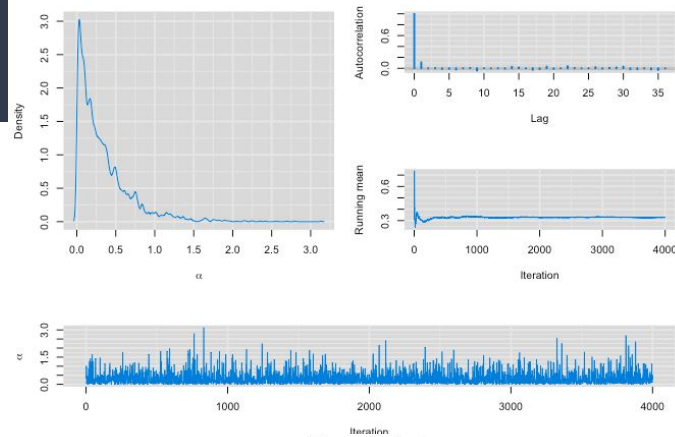 Density
3.0
2.5
2.0
1.5
1.0
0.5
0.0
0.0 0.5 1.0 1.5 2.0 2.5 3.0
α
Autocorrelation
0.6
0.0
0 5 10 15 20 25 30 35
Lag
Running mean
0.6
0.3
0 1000 2000 3000 4000
Iteration
α
3.0
1.5
0.0
0 1000 2000 3000 4000
Iteration